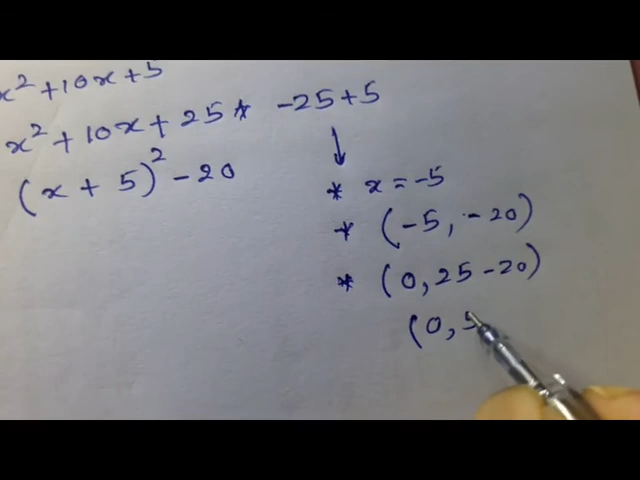 x² + 10x + 5
x² + 10x + 25 * -25 + 5
(x + 5)² - 20
↓
* x = -5
* (-5, -20)
* (0, 25 - 20)
(0, 5